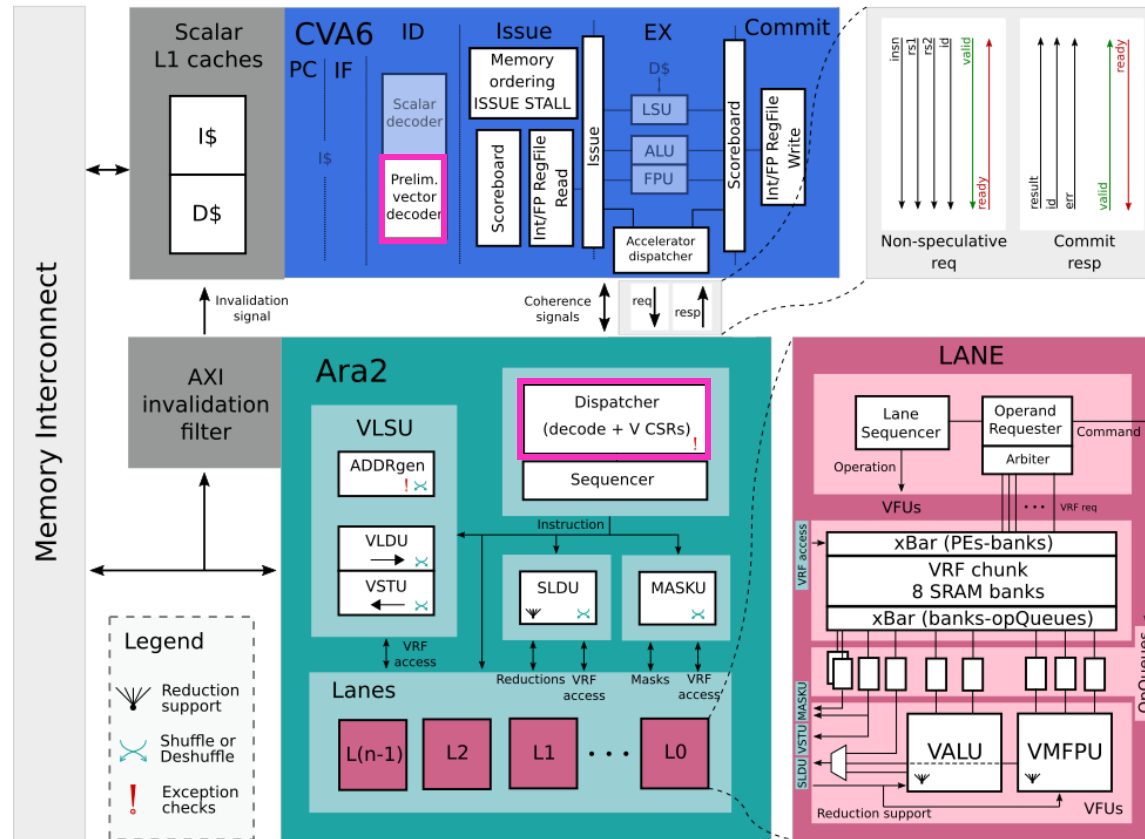 Memory Interconnect
Scalar
L1 caches
I$
D$
CVA6
PC
IF
ID
I$
Scalar
decoder
Prelim.
vector
decoder
Issue
Memory
ordering
ISSUE STALL
Scoreboard
Int/FP RegFile
Read
Issue
EX
D$
LSU
ALU
FPU
Accelerator
dispatcher
Scoreboard
Commit
Int/FP RegFile
Write
insn
rs1
rs2
id
valid
ready
Non-speculative
req
result
id
err
valid
ready
Commit
resp
Invalidation
signal
Coherence
signals
req
resp
AXI
invalidation
filter
Ara2
VLSU
ADDRgen
!
VLDU
VSTU
Dispatcher
(decode + V CSRs)
!
Sequencer
Instruction
SLDU
MASKU
VRF
access
Reductions
VRF
access
Masks
VRF
access
Lanes
L(n-1)
L2
L1
L0
Legend
Reduction
support
Shuffle or
Deshuffle
!
Exception
checks
LANE
Lane
Sequencer
Operand
Requester
Arbiter
Command
Operation
VFUs
VRF req
VRF access
xBar (PEs-banks)
VRF chunk
8 SRAM banks
xBar (banks-opQueues)
OpQueues
MASKU
VSTU
SLDU
VALU
VMFPU
Reduction support
VFUs